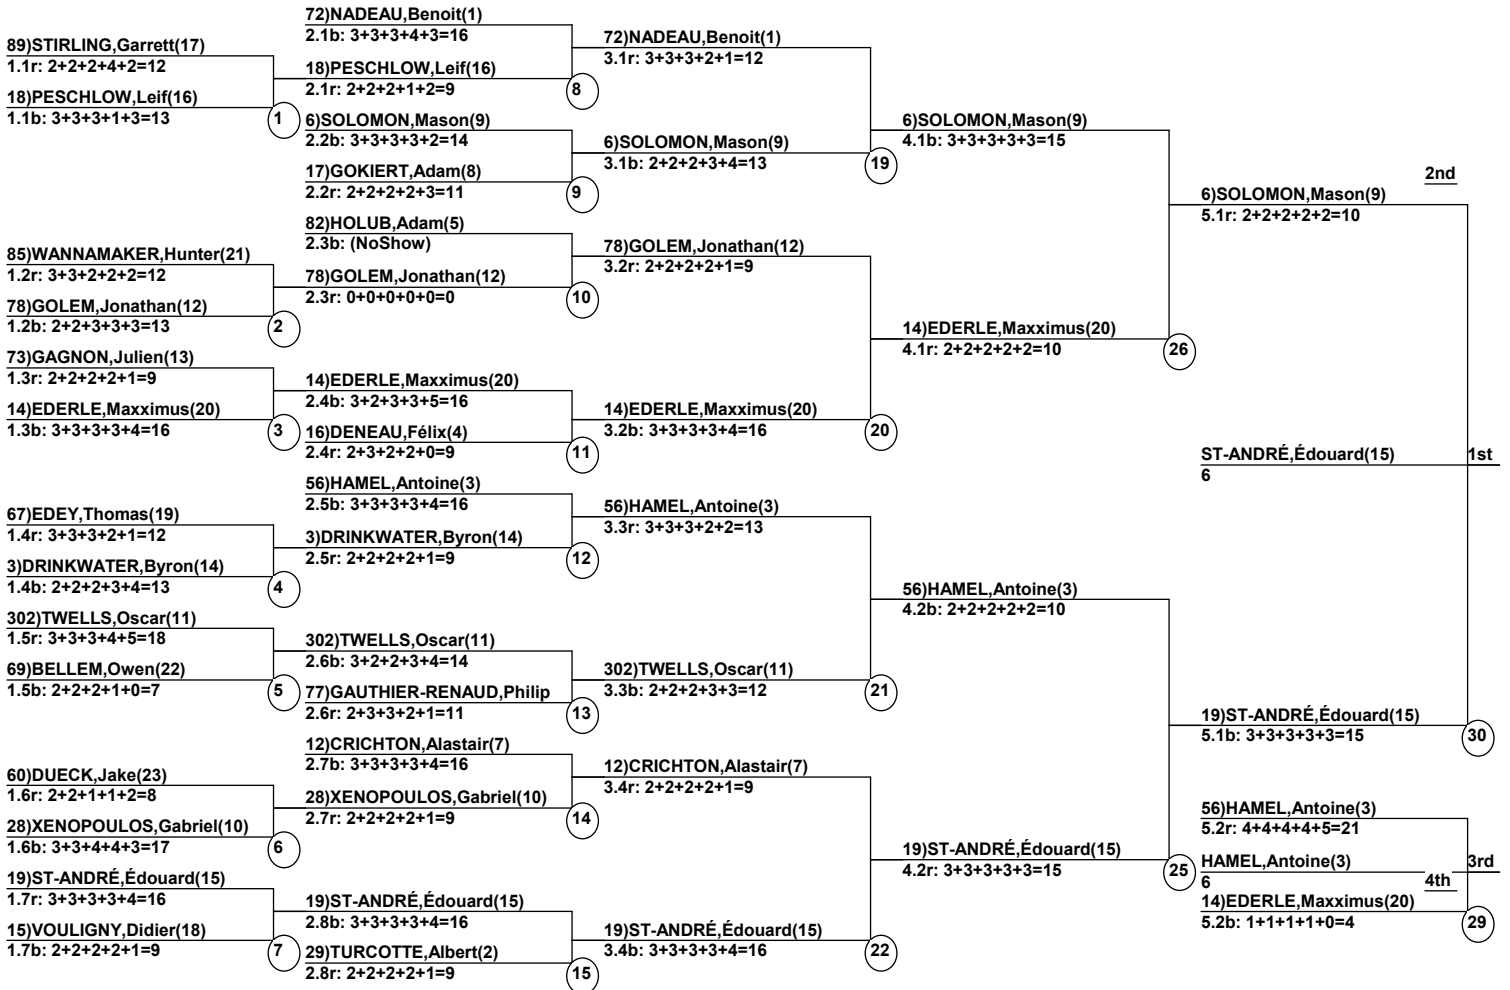 89)STIRLING,Garrett(17)
1.1r: 2+2+2+4+2=12
18)PESCHLOW,Leif(16)
1.1b: 3+3+3+1+3=13
1
85)WANNAMAKER,Hunter(21)
1.2r: 3+3+2+2+2=12
78)GOLEM,Jonathan(12)
1.2b: 2+2+3+3+3=13
2
73)GAGNON,Julien(13)
1.3r: 2+2+2+2+1=9
14)EDERLE,Maxximus(20)
1.3b: 3+3+3+3+4=16
3
67)EDEY,Thomas(19)
1.4r: 3+3+3+2+1=12
3)DRINKWATER,Byron(14)
1.4b: 2+2+2+3+4=13
4
302)TWELLS,Oscar(11)
1.5r: 3+3+3+4+5=18
69)BELLEM,Owen(22)
1.5b: 2+2+2+1+0=7
5
60)DUECK,Jake(23)
1.6r: 2+2+1+1+2=8
28)XENOPOULOS,Gabriel(10)
1.6b: 3+3+4+4+3=17
6
19)ST-ANDRÉ,Édouard(15)
1.7r: 3+3+3+3+4=16
15)VOULIGNY,Didier(18)
1.7b: 2+2+2+2+1=9
7
72)NADEAU,Benoit(1)
2.1b: 3+3+3+4+3=16
18)PESCHLOW,Leif(16)
2.1r: 2+2+2+1+2=9
8
6)SOLOMON,Mason(9)
2.2b: 3+3+3+3+2=14
17)GOKIERT,Adam(8)
2.2r: 2+2+2+2+3=11
9
82)HOLUB,Adam(5)
2.3b: (NoShow)
78)GOLEM,Jonathan(12)
2.3r: 0+0+0+0+0=0
10
14)EDERLE,Maxximus(20)
2.4b: 3+2+3+3+5=16
16)DENEAU,Félix(4)
2.4r: 2+3+2+2+0=9
11
56)HAMEL,Antoine(3)
2.5b: 3+3+3+3+4=16
3)DRINKWATER,Byron(14)
2.5r: 2+2+2+2+1=9
12
302)TWELLS,Oscar(11)
2.6b: 3+2+2+3+4=14
77)GAUTHIER-RENAUD,Philip
2.6r: 2+3+3+2+1=11
13
12)CRICHTON,Alastair(7)
2.7b: 3+3+3+3+4=16
28)XENOPOULOS,Gabriel(10)
2.7r: 2+2+2+2+1=9
14
19)ST-ANDRÉ,Édouard(15)
2.8b: 3+3+3+3+4=16
29)TURCOTTE,Albert(2)
2.8r: 2+2+2+2+1=9
15
72)NADEAU,Benoit(1)
3.1r: 3+3+3+2+1=12
6)SOLOMON,Mason(9)
3.1b: 2+2+2+3+4=13
19
78)GOLEM,Jonathan(12)
3.2r: 2+2+2+2+1=9
14)EDERLE,Maxximus(20)
3.2b: 3+3+3+3+4=16
20
56)HAMEL,Antoine(3)
3.3r: 3+3+3+2+2=13
302)TWELLS,Oscar(11)
3.3b: 2+2+2+3+3=12
21
12)CRICHTON,Alastair(7)
3.4r: 2+2+2+2+1=9
19)ST-ANDRÉ,Édouard(15)
3.4b: 3+3+3+3+4=16
22
6)SOLOMON,Mason(9)
4.1b: 3+3+3+3+3=15
14)EDERLE,Maxximus(20)
4.1r: 2+2+2+2+2=10
26
56)HAMEL,Antoine(3)
4.2b: 2+2+2+2+2=10
19)ST-ANDRÉ,Édouard(15)
4.2r: 3+3+3+3+3=15
25
2nd
6)SOLOMON,Mason(9)
5.1r: 2+2+2+2+2=10
ST-ANDRÉ,Édouard(15)
1st
6
19)ST-ANDRÉ,Édouard(15)
5.1b: 3+3+3+3+3=15
30
56)HAMEL,Antoine(3)
5.2r: 4+4+4+4+5=21
HAMEL,Antoine(3)
3rd
6
4th
14)EDERLE,Maxximus(20)
5.2b: 1+1+1+1+0=4
29